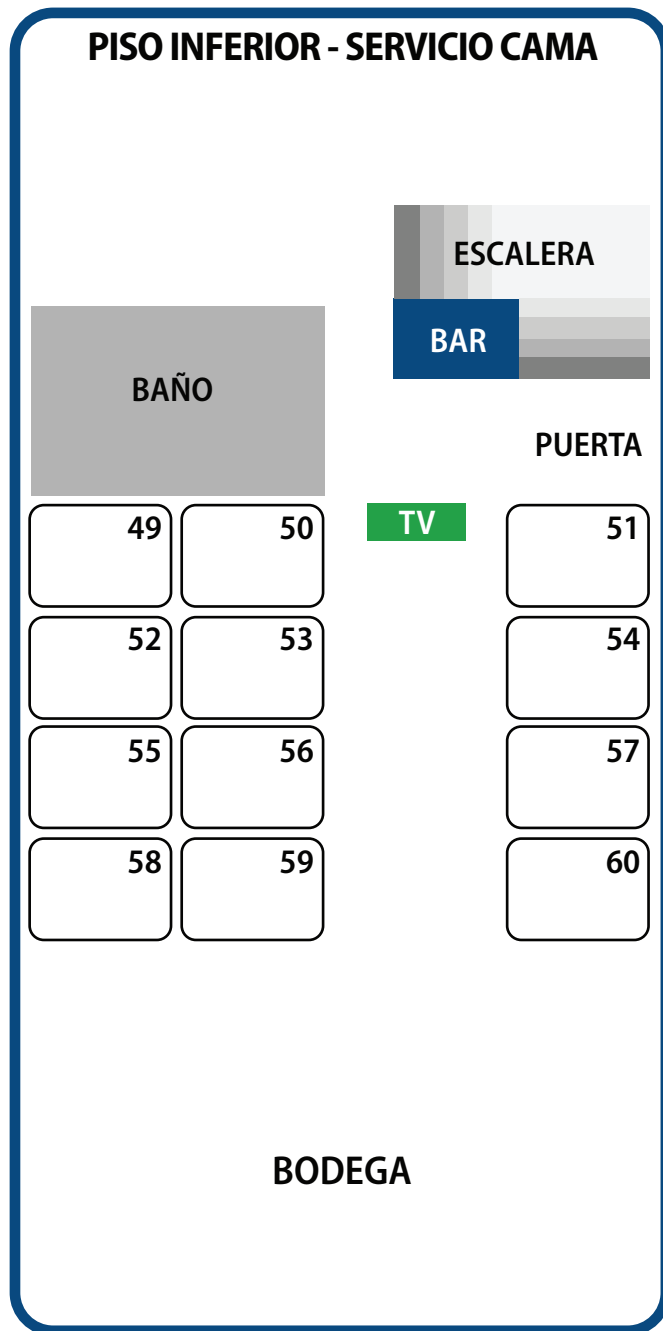 PISO INFERIOR - SERVICIO CAMA
ESCALERA
BAR
BAÑO
PUERTA
TV
49 50 51
52 53 54
55 56 57
58 59 60
BODEGA